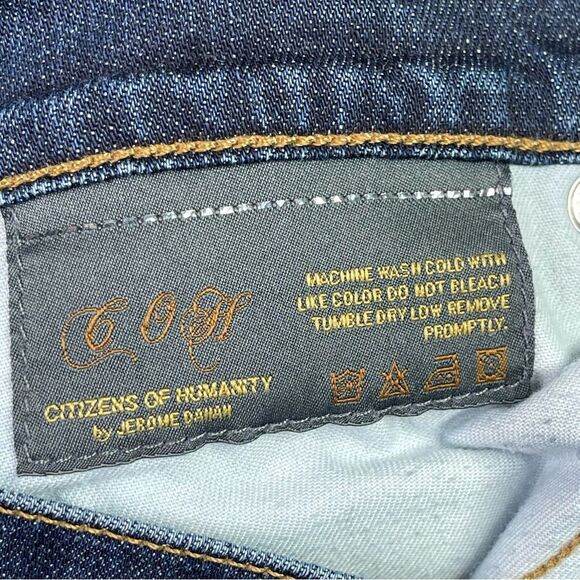 C O H
CITIZENS OF HUMANITY
by JEROME DAHAN
MACHINE WASH COLD WITH
LIKE COLOR DO NOT BLEACH
TUMBLE DRY LOW REMOVE
PROMPTLY.